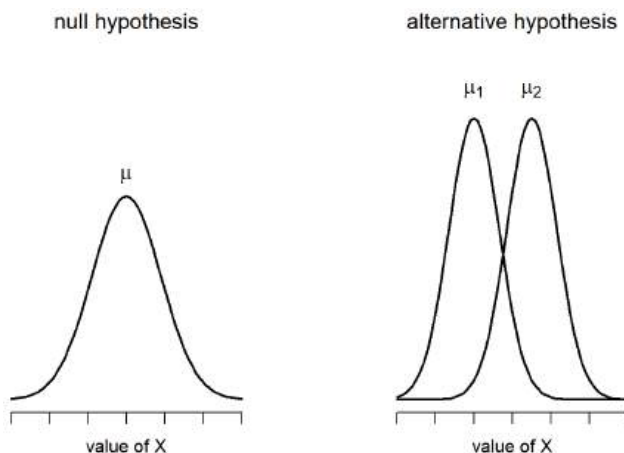 null hypothesis
alternative hypothesis
μ
μ₁
μ₂
value of X
value of X